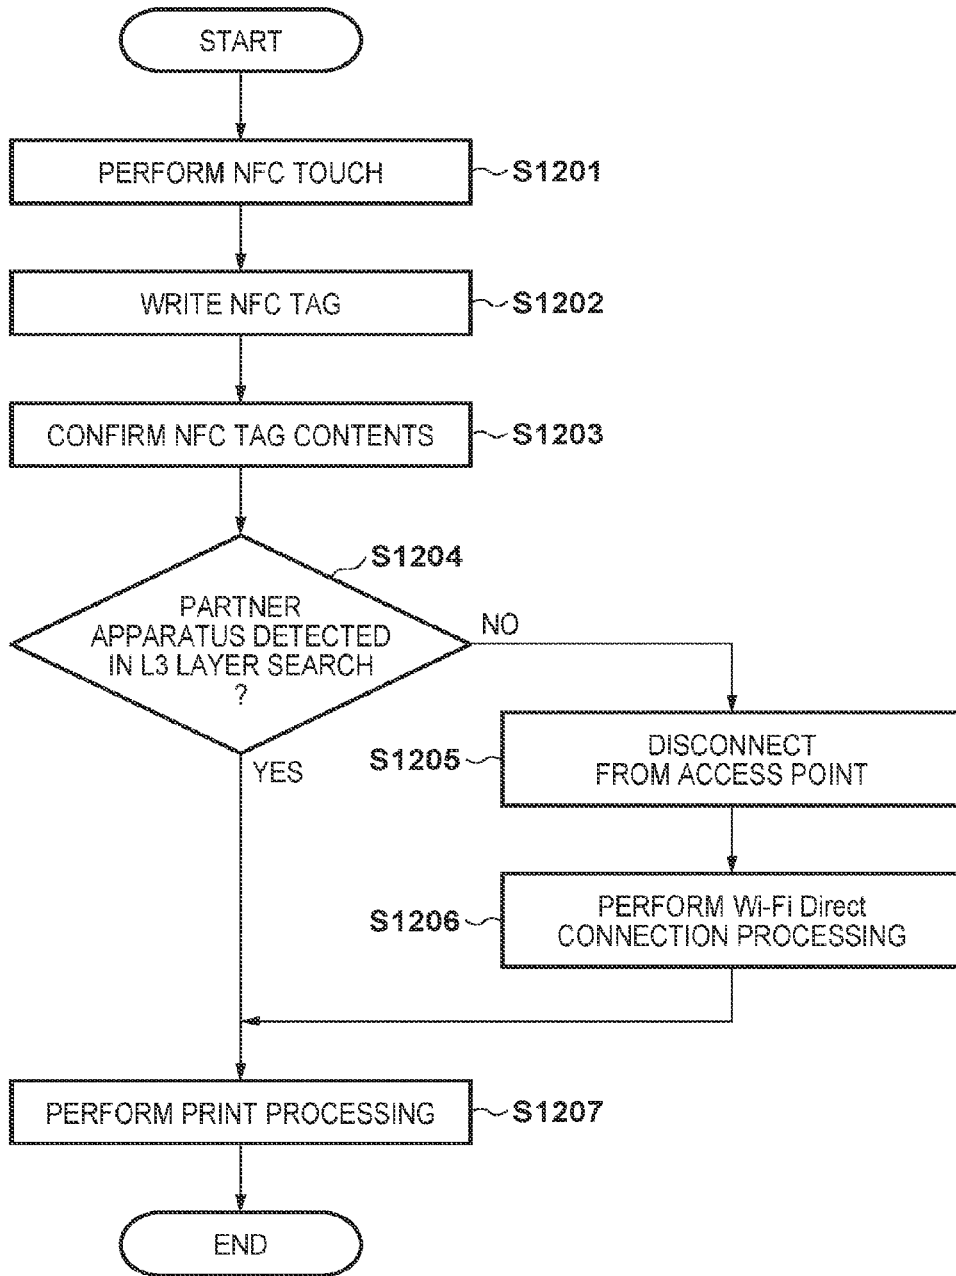 START
PERFORM NFC TOUCH
S1201
WRITE NFC TAG
S1202
CONFIRM NFC TAG CONTENTS
S1203
S1204
PARTNER
APPARATUS DETECTED
IN L3 LAYER SEARCH
?
NO
YES
S1205
DISCONNECT
FROM ACCESS POINT
S1206
PERFORM Wi-Fi Direct
CONNECTION PROCESSING
PERFORM PRINT PROCESSING
S1207
END